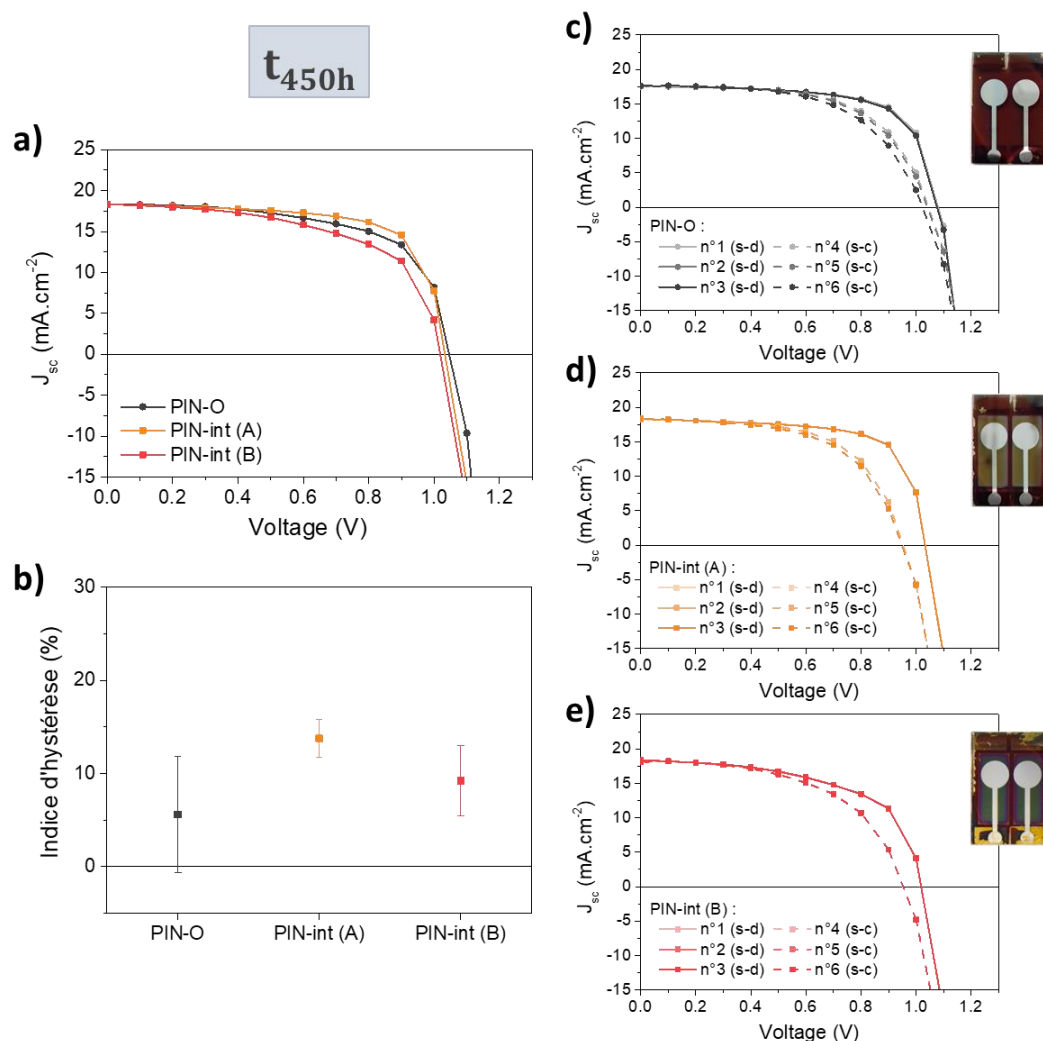 t450h
a)
J_sc (mA.cm-2)
25
20
15
10
5
0
-5
-10
-15
PIN-O
PIN-int (A)
PIN-int (B)
0.0 0.2 0.4 0.6 0.8 1.0 1.2
Voltage (V)
b)
Indice d'hystérèse (%)
30
20
10
0
PIN-O PIN-int (A) PIN-int (B)
c)
J_sc (mA.cm-2)
25
20
15
10
5
0
-5
-10
-15
PIN-O :
n°1 (s-d) n°4 (s-c)
n°2 (s-d) n°5 (s-c)
n°3 (s-d) n°6 (s-c)
0.0 0.2 0.4 0.6 0.8 1.0 1.2
Voltage (V)
d)
J_sc (mA.cm-2)
25
20
15
10
5
0
-5
-10
-15
PIN-int (A) :
n°1 (s-d) n°4 (s-c)
n°2 (s-d) n°5 (s-c)
n°3 (s-d) n°6 (s-c)
0.0 0.2 0.4 0.6 0.8 1.0 1.2
Voltage (V)
e)
J_sc (mA.cm-2)
25
20
15
10
5
0
-5
-10
-15
PIN-int (B) :
n°1 (s-d) n°4 (s-c)
n°2 (s-d) n°5 (s-c)
n°3 (s-d) n°6 (s-c)
0.0 0.2 0.4 0.6 0.8 1.0 1.2
Voltage (V)